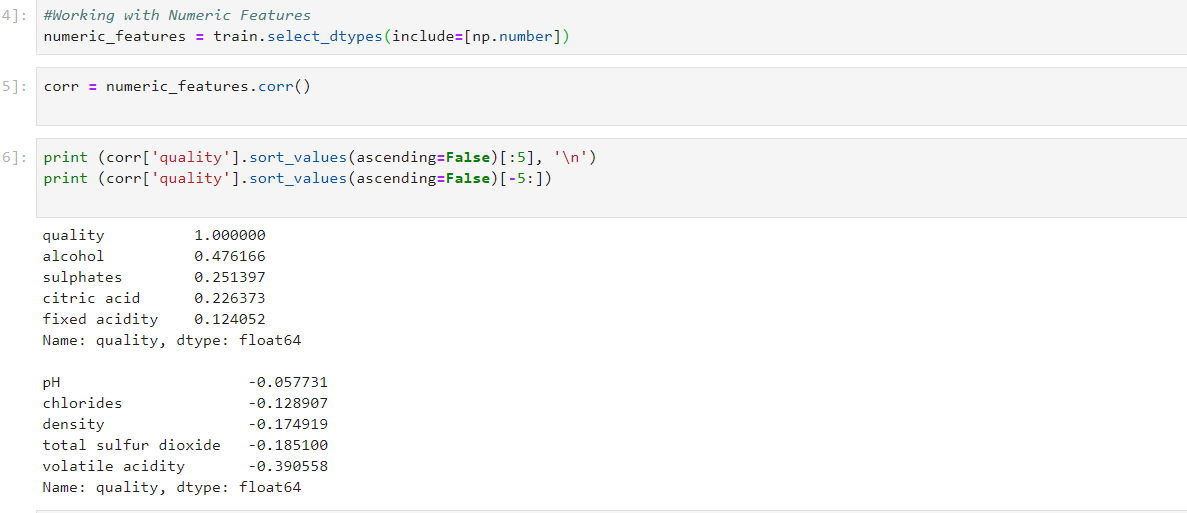 4]: #Working with Numeric Features
numeric_features = train.select_dtypes(include=[np.number])
5]: corr = numeric_features.corr()
6]: print (corr['quality'].sort_values(ascending=False)[:5], '\n')
print (corr['quality'].sort_values(ascending=False)[-5:])
quality 1.000000
alcohol 0.476166
sulphates 0.251397
citric acid 0.226373
fixed acidity 0.124052
Name: quality, dtype: float64
pH -0.057731
chlorides -0.128907
density -0.174919
total sulfur dioxide -0.185100
volatile acidity -0.390558
Name: quality, dtype: float64